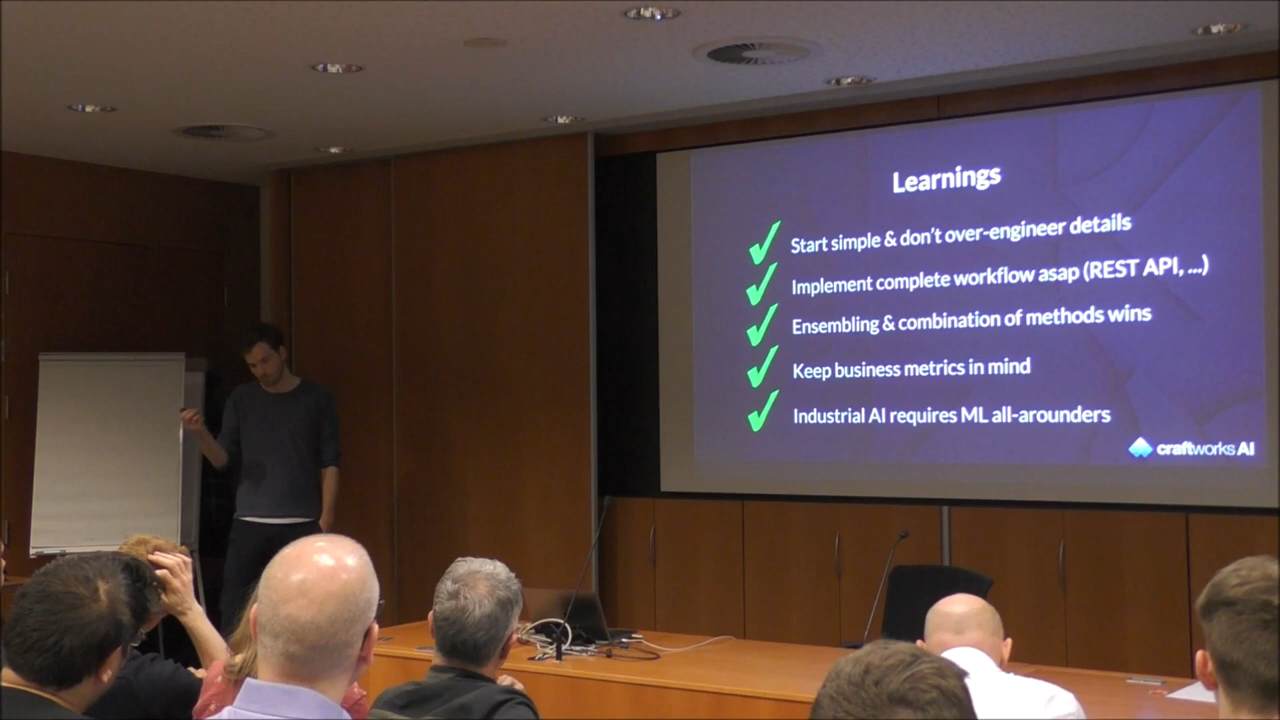 Learnings
Start simple & don't over-engineer details
Implement complete workflow asap (REST API, ...)
Ensembling & combination of methods wins
Keep business metrics in mind
Industrial AI requires ML all-arounders
craftworks AI